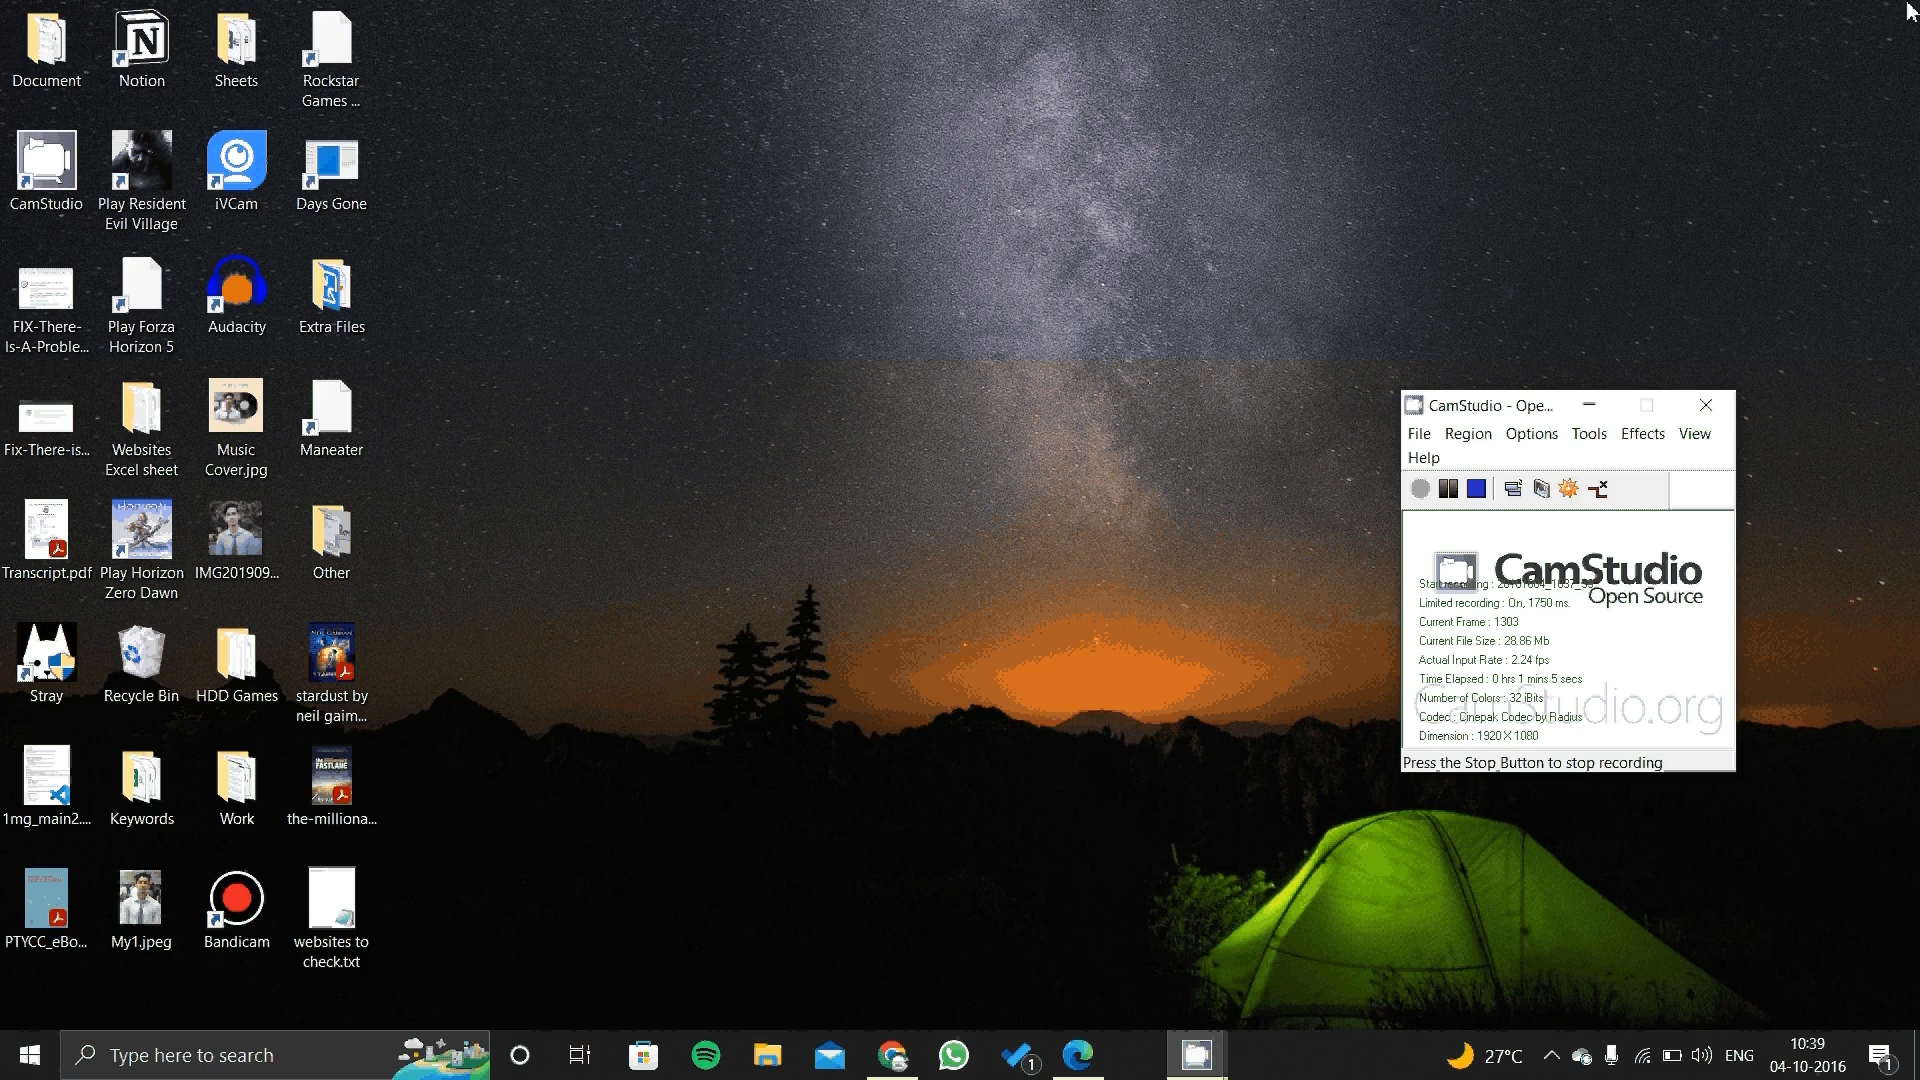 Document
Notion
Sheets
Rockstar
Games ...
CamStudio
Play Resident
Evil Village
iVCam
Days Gone
FIX-There-
Is-A-Proble...
Play Forza
Horizon 5
Audacity
Extra Files
Fix-There-is...
Websites
Excel sheet
Music
Cover.jpg
Maneater
Transcript.pdf
Play Horizon
Zero Dawn
IMG201909...
Other
Stray
Recycle Bin
HDD Games
stardust by
neil gaim...
1mg_main2....
Keywords
Work
the-milliona...
PTYCC_eBo...
My1.jpeg
Bandicam
websites to
check.txt
CamStudio - Ope...
File Region Options Tools Effects View
Help
CamStudio
Open Source
Start recording :
Limited recording : On, 1750 ms.
Current Frame : 1303
Current File Size : 28.86 Mb
Actual Input Rate : 2.24 fps
Time Elapsed : 0 hrs 1 mins 5 secs
Number of Colors : 32 iBits
CamStudio.org
Codec : Cinepak Codec by Radius
Dimension : 1920 X 1080
Press the Stop Button to stop recording
Type here to search
1
27°C
ENG
10:39
04-10-2016
1